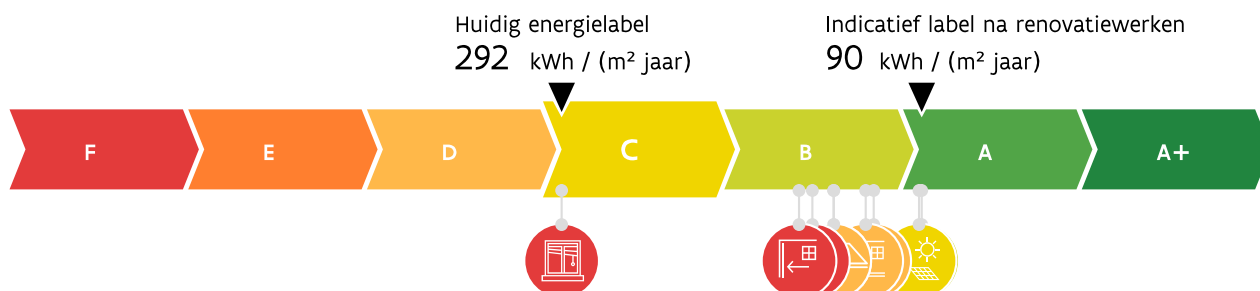 Huidig energielabel
292 kWh / (m² jaar)
Indicatief label na renovatiewerken
90 kWh / (m² jaar)
F E D C B A A+